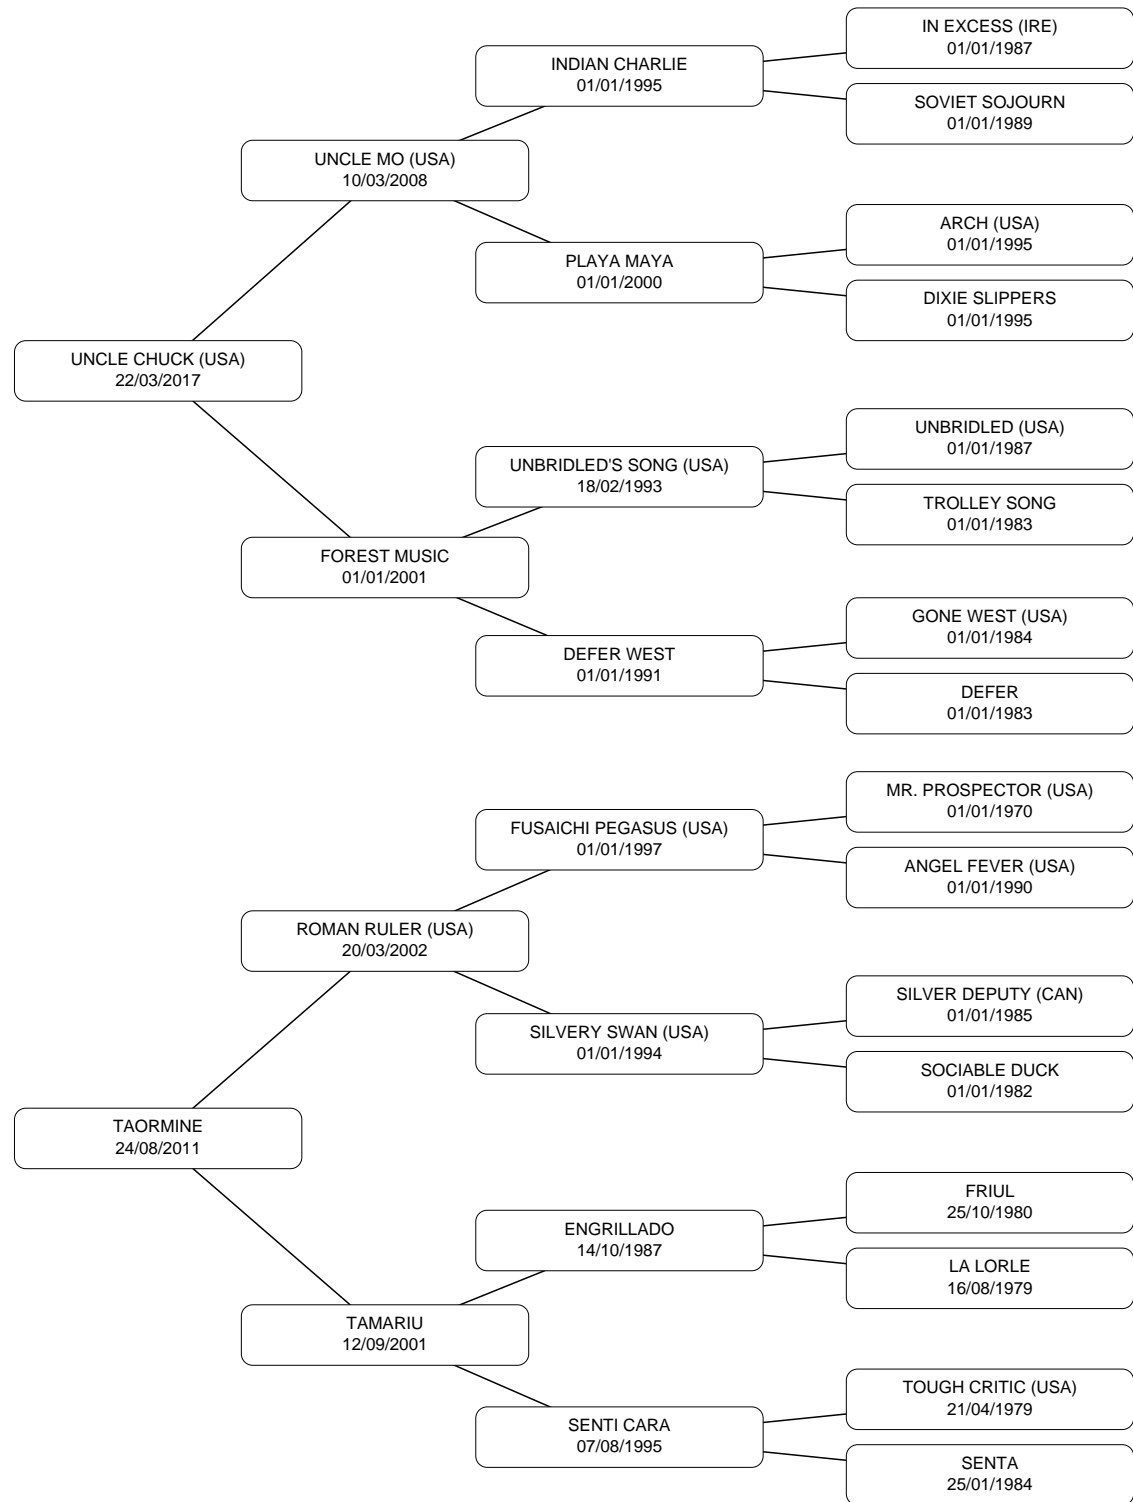 IN EXCESS (IRE)
01/01/1987
INDIAN CHARLIE
01/01/1995
SOVIET SOJOURN
01/01/1989
UNCLE MO (USA)
10/03/2008
ARCH (USA)
01/01/1995
PLAYA MAYA
01/01/2000
DIXIE SLIPPERS
01/01/1995
UNCLE CHUCK (USA)
22/03/2017
UNBRIDLED (USA)
01/01/1987
UNBRIDLED'S SONG (USA)
18/02/1993
TROLLEY SONG
01/01/1983
FOREST MUSIC
01/01/2001
GONE WEST (USA)
01/01/1984
DEFER WEST
01/01/1991
DEFER
01/01/1983
MR. PROSPECTOR (USA)
01/01/1970
FUSAICHI PEGASUS (USA)
01/01/1997
ANGEL FEVER (USA)
01/01/1990
ROMAN RULER (USA)
20/03/2002
SILVER DEPUTY (CAN)
01/01/1985
SILVERY SWAN (USA)
01/01/1994
SOCIABLE DUCK
01/01/1982
TAORMINE
24/08/2011
FRIUL
25/10/1980
ENGRILLADO
14/10/1987
LA LORLE
16/08/1979
TAMARIU
12/09/2001
TOUGH CRITIC (USA)
21/04/1979
SENTI CARA
07/08/1995
SENTA
25/01/1984